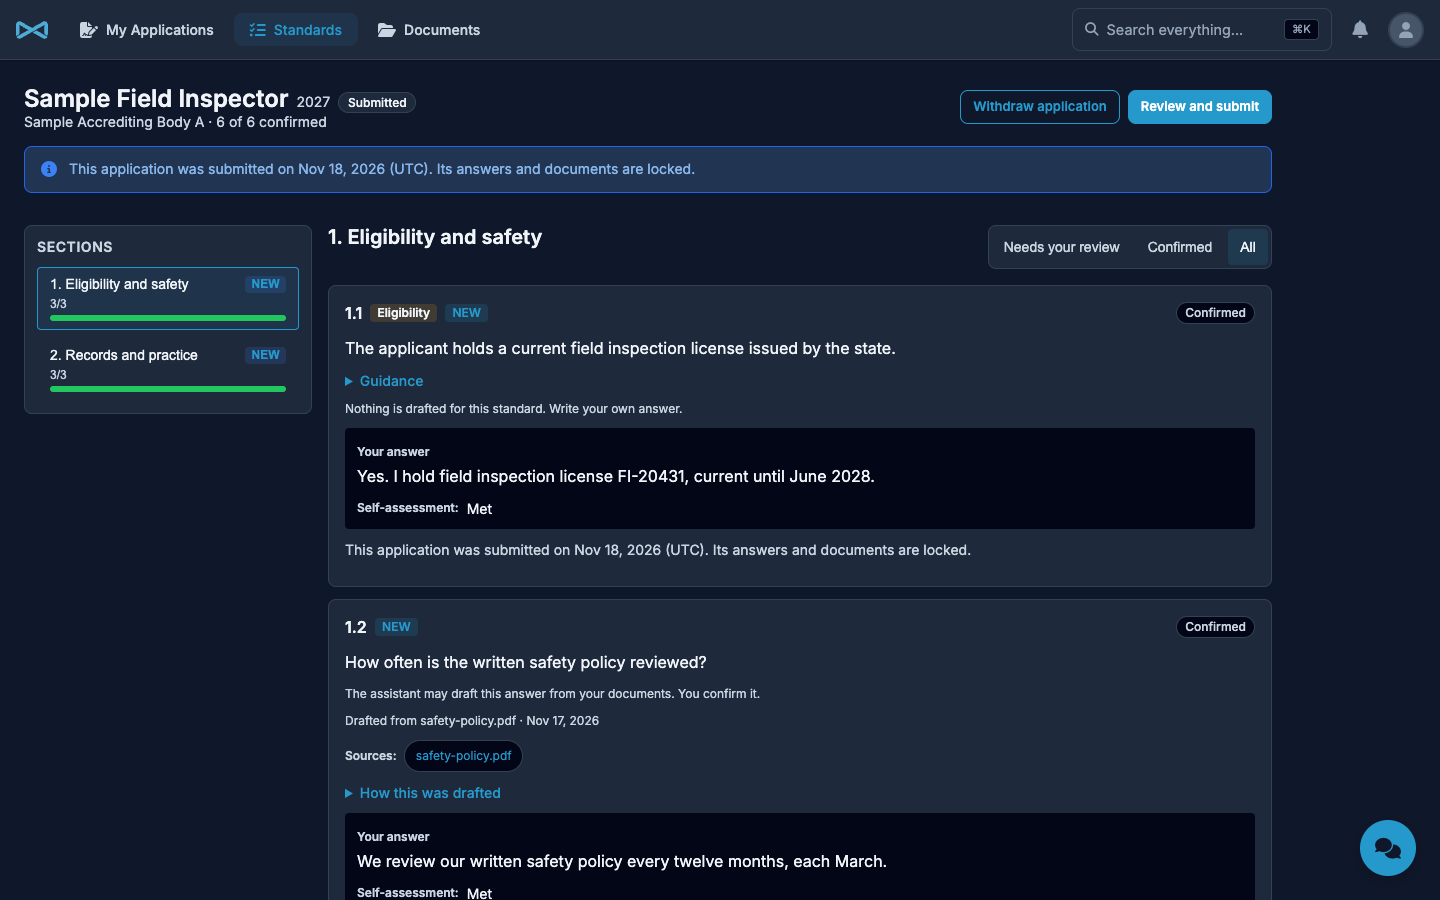 My Applications
Standards
Documents
Search everything...
⌘K
Sample Field Inspector 2027 Submitted
Sample Accrediting Body A · 6 of 6 confirmed
Withdraw application
Review and submit
This application was submitted on Nov 18, 2026 (UTC). Its answers and documents are locked.
SECTIONS
1. Eligibility and safety NEW
3/3
2. Records and practice NEW
3/3
1. Eligibility and safety
Needs your review
Confirmed
All
1.1 Eligibility NEW
Confirmed
The applicant holds a current field inspection license issued by the state.
Guidance
Nothing is drafted for this standard. Write your own answer.
Your answer
Yes. I hold field inspection license FI-20431, current until June 2028.
Self-assessment: Met
This application was submitted on Nov 18, 2026 (UTC). Its answers and documents are locked.
1.2 NEW
Confirmed
How often is the written safety policy reviewed?
The assistant may draft this answer from your documents. You confirm it.
Drafted from safety-policy.pdf · Nov 17, 2026
Sources: safety-policy.pdf
How this was drafted
Your answer
We review our written safety policy every twelve months, each March.
Self-assessment: Met